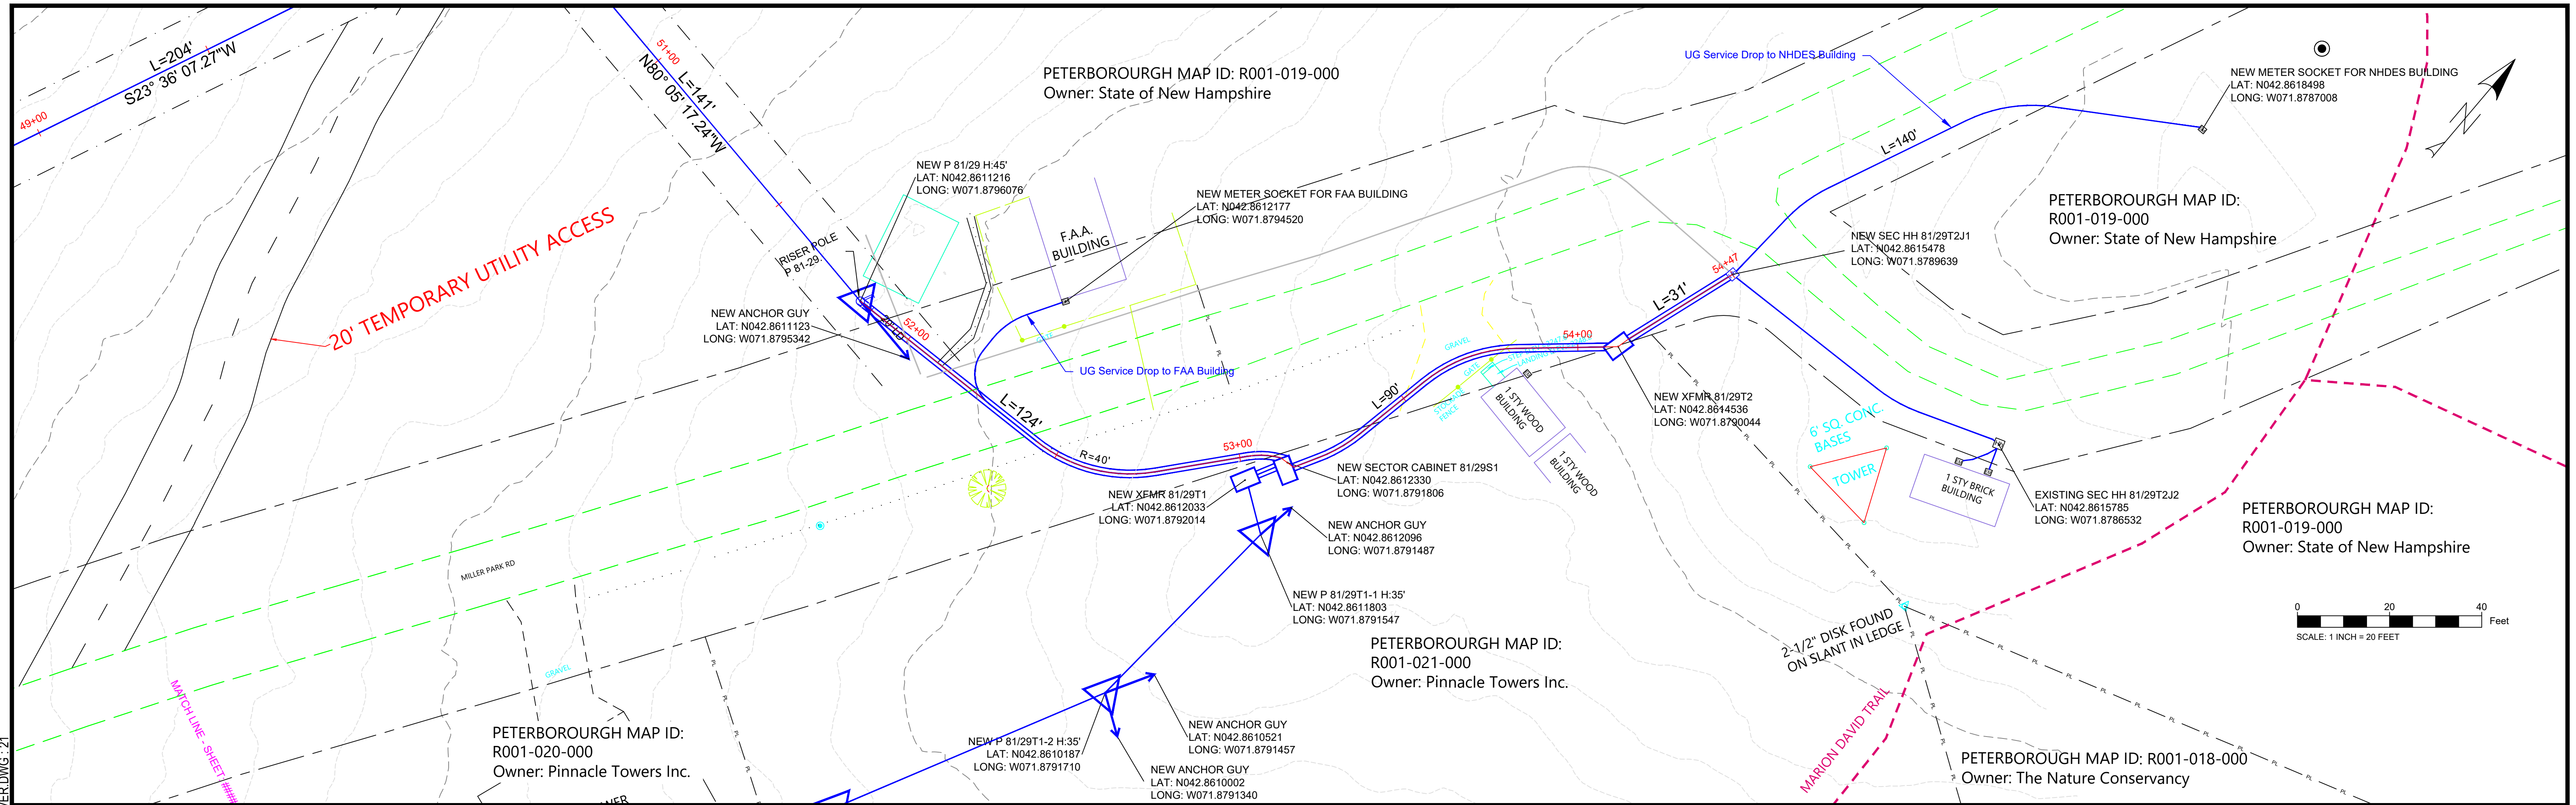 L=204'
S23° 36' 07.27"W
49+00
51+00
L=141'
N80° 05' 17.24"W
PETERBOROURGH MAP ID: R001-019-000
Owner: State of New Hampshire
UG Service Drop to NHDES Building
NEW METER SOCKET FOR NHDES BUILDING
LAT: N042.8618498
LONG: W071.8787008
L=140'
NEW P 81/29 H:45'
LAT: N042.8611216
LONG: W071.8796076
NEW METER SOCKET FOR FAA BUILDING
LAT: N042.8612177
LONG: W071.8794520
F.A.A.
BUILDING
RISER POLE
P 81-29
20' TEMPORARY UTILITY ACCESS
PETERBOROURGH MAP ID:
R001-019-000
Owner: State of New Hampshire
NEW SEC HH 81/29T2J1
LAT: N042.8615478
LONG: W071.8789639
54+47
L=31'
NEW ANCHOR GUY
LAT: N042.8611123
LONG: W071.8795342
52+00
54+00
GRAVEL
GATE
STOCKADE
FENCE
UG Service Drop to FAA Building
L=124'
L=90'
R=40'
53+00
1 STY WOOD
BUILDING
1 STY WOOD
BUILDING
NEW XFMR 81/29T2
LAT: N042.8614536
LONG: W071.8790044
6' SQ. CONC.
BASES
TOWER
1 STY BRICK
BUILDING
NEW SECTOR CABINET 81/29S1
LAT: N042.8612330
LONG: W071.8791806
NEW XFMR 81/29T1
LAT: N042.8612033
LONG: W071.8792014
EXISTING SEC HH 81/29T2J2
LAT: N042.8615785
LONG: W071.8786532
NEW ANCHOR GUY
LAT: N042.8612096
LONG: W071.8791487
PETERBOROURGH MAP ID:
R001-019-000
Owner: State of New Hampshire
MILLER PARK RD
NEW P 81/29T1-1 H:35'
LAT: N042.8611803
LONG: W071.8791547
0 20 40
Feet
SCALE: 1 INCH = 20 FEET
2-1/2" DISK FOUND
ON SLANT IN LEDGE
PETERBOROURGH MAP ID:
R001-021-000
Owner: Pinnacle Towers Inc.
GRAVEL
MATCH LINE - SHEET ####
MARION DAVID TRAIL
NEW ANCHOR GUY
LAT: N042.8610521
LONG: W071.8791457
PETERBOROURGH MAP ID:
R001-020-000
Owner: Pinnacle Towers Inc.
NEW P 81/29T1-2 H:35'
LAT: N042.8610187
LONG: W071.8791710
NEW ANCHOR GUY
LAT: N042.8610002
LONG: W071.8791340
PETERBOROUGH MAP ID: R001-018-000
Owner: The Nature Conservancy